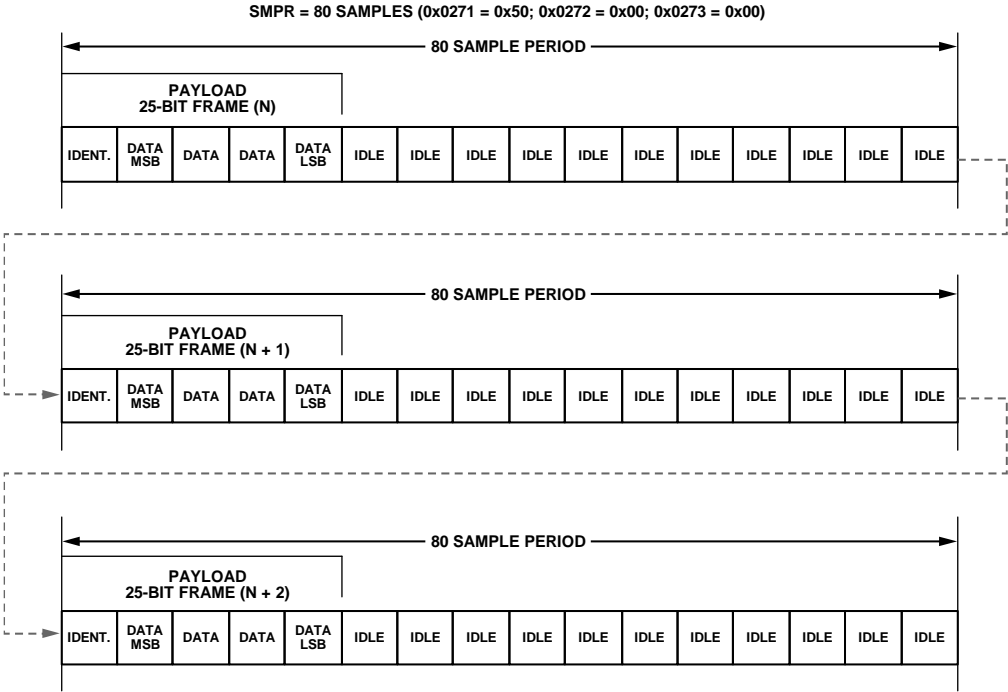 SMPR = 80 SAMPLES (0x0271 = 0x50; 0x0272 = 0x00; 0x0273 = 0x00)
80 SAMPLE PERIOD
PAYLOAD
25-BIT FRAME (N)
IDENT. DATA MSB DATA DATA DATA LSB IDLE IDLE IDLE IDLE IDLE IDLE IDLE IDLE IDLE IDLE IDLE
80 SAMPLE PERIOD
PAYLOAD
25-BIT FRAME (N + 1)
IDENT. DATA MSB DATA DATA DATA LSB IDLE IDLE IDLE IDLE IDLE IDLE IDLE IDLE IDLE IDLE IDLE
80 SAMPLE PERIOD
PAYLOAD
25-BIT FRAME (N + 2)
IDENT. DATA MSB DATA DATA DATA LSB IDLE IDLE IDLE IDLE IDLE IDLE IDLE IDLE IDLE IDLE IDLE